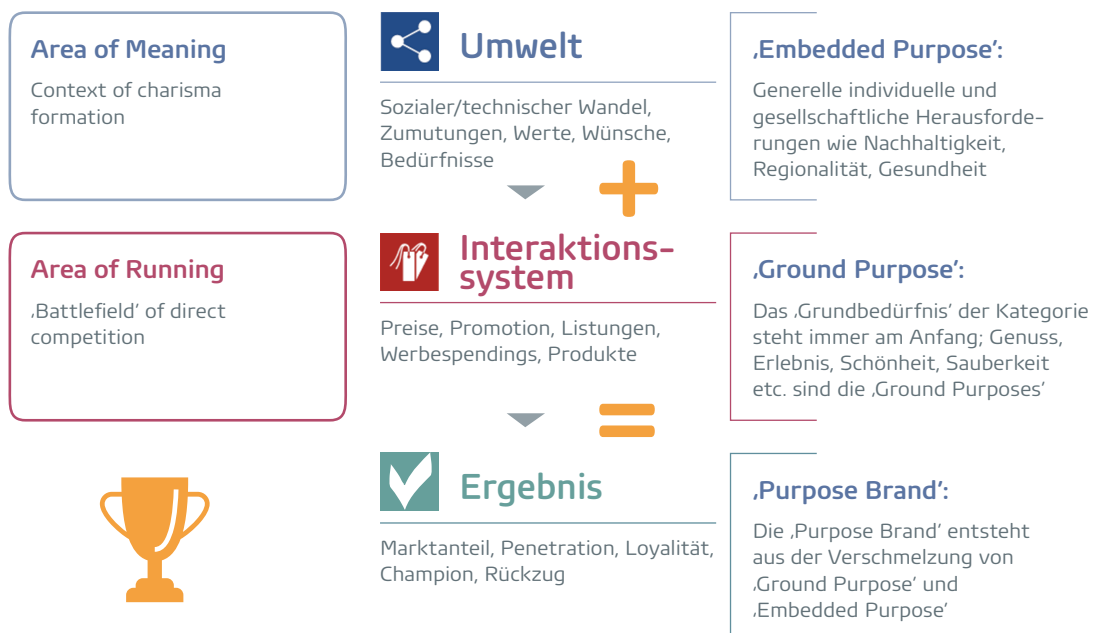 Area of Meaning
Context of charisma
formation
Umwelt
Sozialer/technischer Wandel,
Zumutungen, Werte, Wünsche,
Bedürfnisse
‚Embedded Purpose‘:
Generelle individuelle und
gesellschaftliche Herausforde-
rungen wie Nachhaltigkeit,
Regionalität, Gesundheit
+
Area of Running
‚Battlefield‘ of direct
competition
Interaktions-
system
Preise, Promotion, Listungen,
Werbespendings, Produkte
‚Ground Purpose‘:
Das ‚Grundbedürfnis‘ der Kategorie
steht immer am Anfang; Genuss,
Erlebnis, Schönheit, Sauberkeit
etc. sind die ‚Ground Purposes‘
=
Ergebnis
Marktanteil, Penetration, Loyalität,
Champion, Rückzug
‚Purpose Brand‘:
Die ‚Purpose Brand‘ entsteht
aus der Verschmelzung von
‚Ground Purpose‘ und
‚Embedded Purpose‘